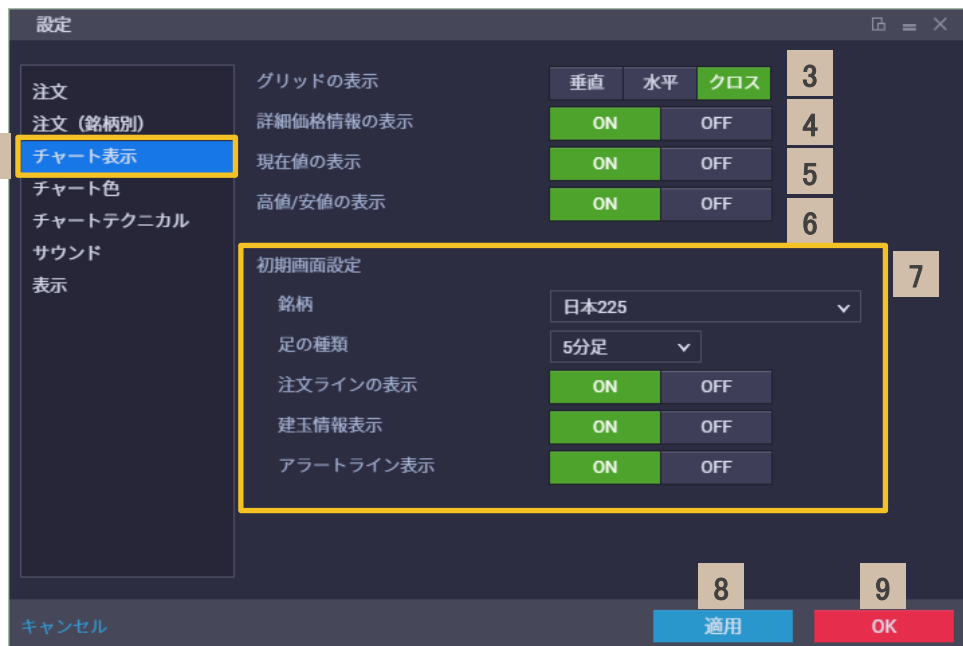 設定
注文
注文（銘柄別）
チャート表示
チャート色
チャートテクニカル
サウンド
表示
グリッドの表示 垂直 水平 クロス 3
詳細価格情報の表示 ON OFF 4
現在値の表示 ON OFF 5
高値/安値の表示 ON OFF 6
初期画面設定 7
銘柄 日本225
足の種類 5分足
注文ラインの表示 ON OFF
建玉情報表示 ON OFF
アラートライン表示 ON OFF
8 9
キャンセル 適用 OK